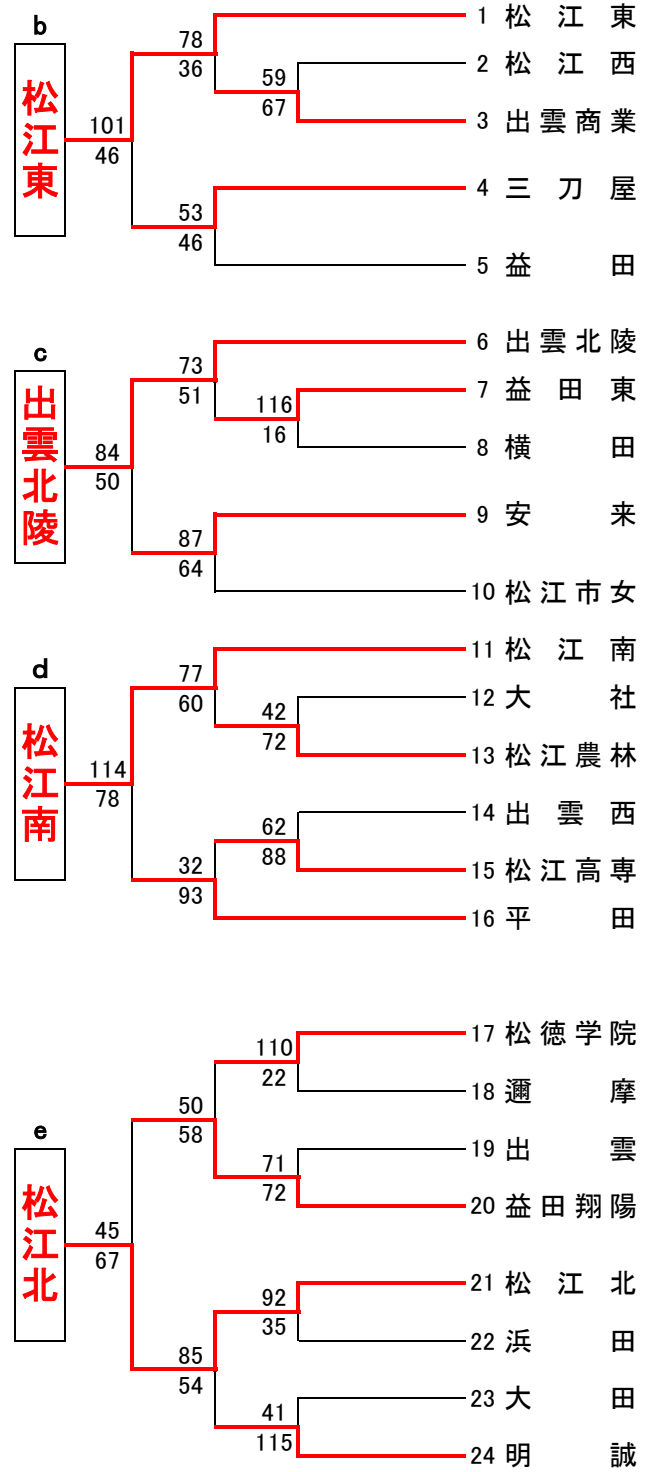 b
松江東
1 松江東
2 松江西
3 出雲商業
4 三刀屋
5 益田
78
36
59
67
101
46
53
46
c
出雲北陵
6 出雲北陵
7 益田東
8 横田
9 安来
10 松江市女
73
51
116
16
84
50
87
64
d
松江南
11 松江南
12 大社
13 松江農林
14 出雲西
15 松江高専
16 平田
77
60
42
72
114
78
62
88
32
93
e
松江北
17 松徳学院
18 邇摩
19 出雲
20 益田翔陽
21 松江北
22 浜田
23 大田
24 明誠
110
22
50
58
71
72
45
67
92
35
85
54
41
115